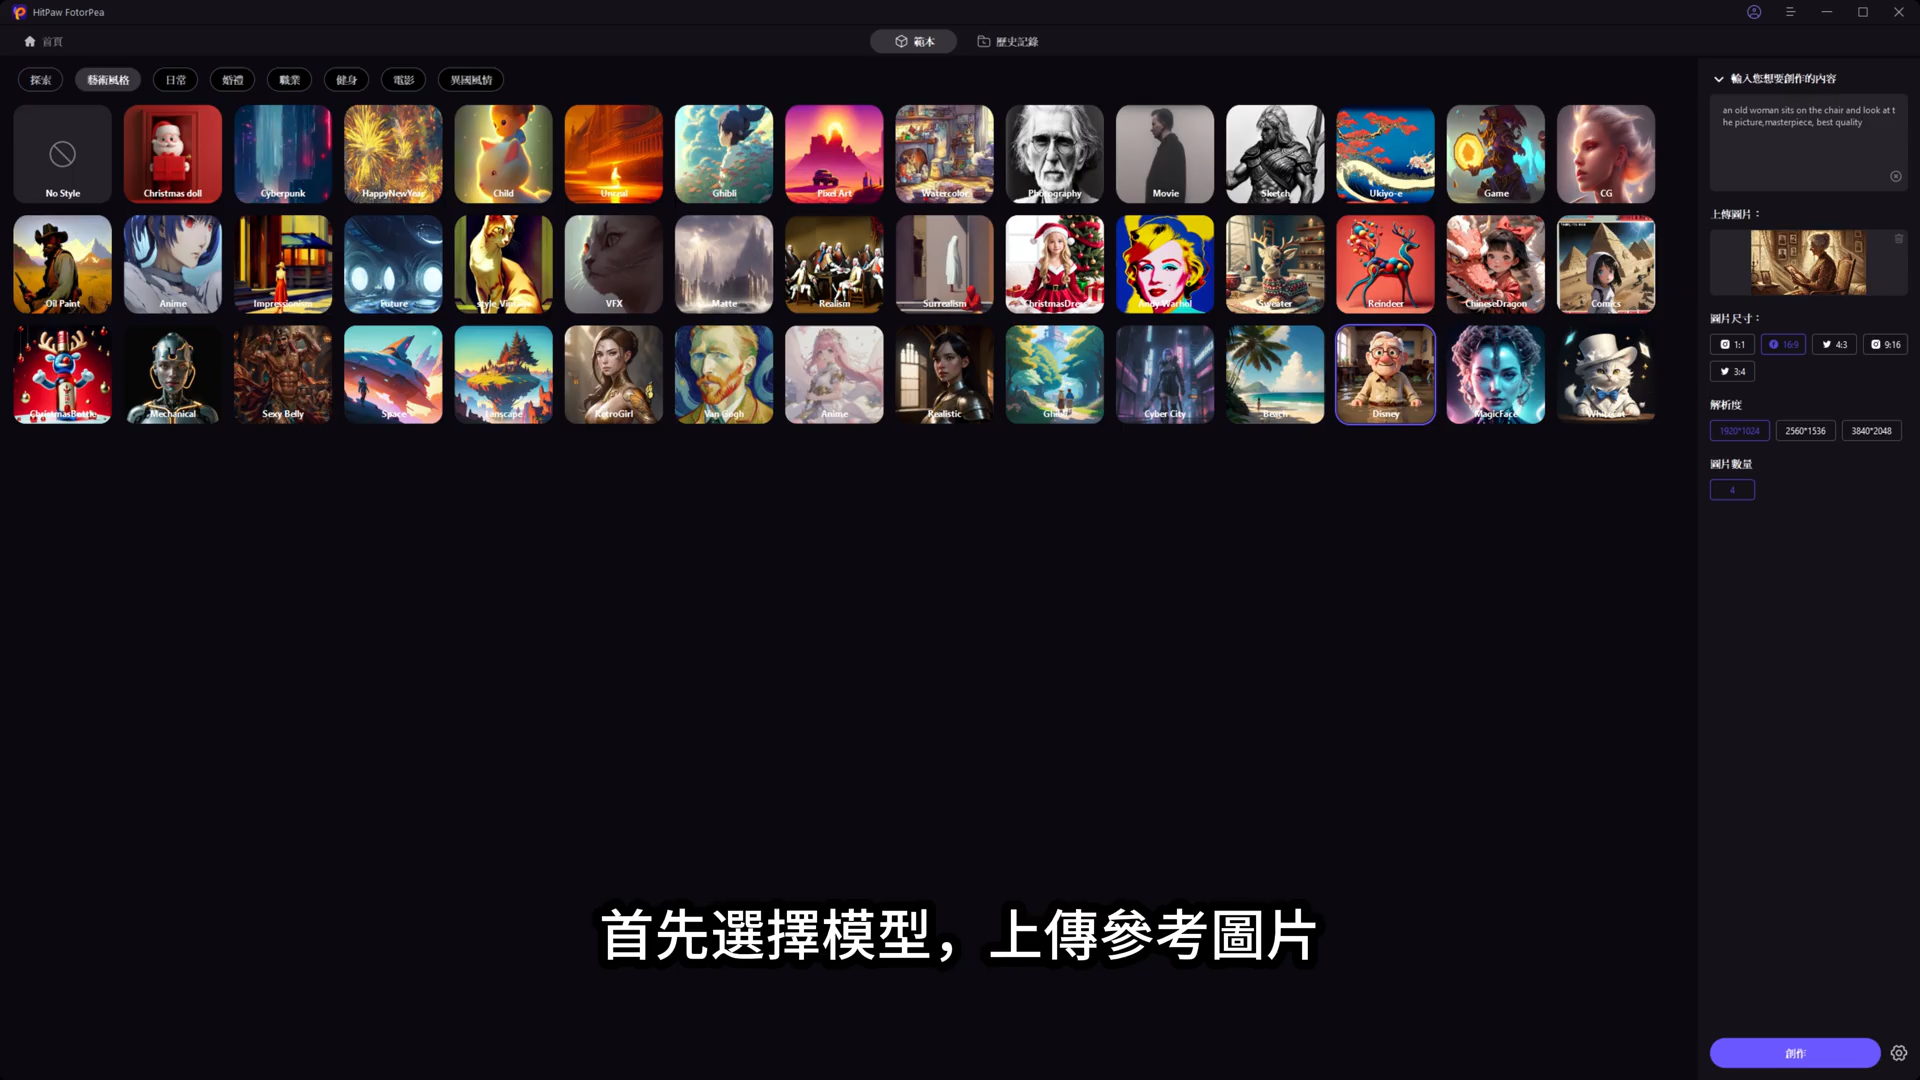 HitPaw FotorPea
首頁
範本
歷史記錄
探索
藝術風格
日常
婚禮
職業
健身
電影
異國風情
No Style
Christmas doll
Cyberpunk
HappyNewYear
Child
Unreal
Ghibli
Pixel Art
Watercolor
Photography
Movie
Sketch
Ukiyo-e
Game
CG
Oil Paint
Anime
Impressionism
Future
style_Vintage
VFX
Matte
Realism
Surrealism
ChristmasDress
Andy Warhol
Sweater
Reindeer
ChineseDragon
Comics
ChristmasBottle
Mechanical
Sexy Belly
Space
Lanscape
RetroGirl
Van Gogh
Anime
Realistic
Ghibli
Cyber City
Beach
Disney
MagicFace
WhiteCat
輸入您想要創作的內容
an old woman sits on the chair and look at t
he picture,masterpiece, best quality
上傳圖片：
圖片尺寸：
1:1
16:9
4:3
9:16
3:4
解析度
1920*1024
2560*1536
3840*2048
圖片數量
4
首先選擇模型，上傳參考圖片
創作